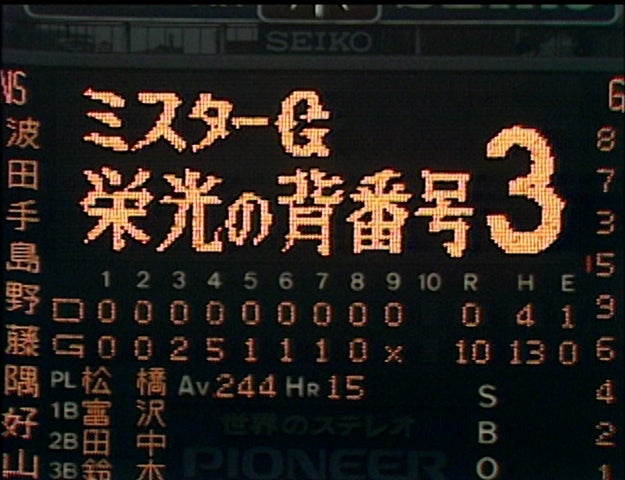 SEIKO
SEIKO
NS
G
ミスターG
栄光の背番号3
波
田
手
島
野
藤
隅
好
山
8
7
3
5
9
6
4
2
1
1 2 3 4 5 6 7 8 9 10 R H E
D 0 0 0 0 0 0 0 0 0 0 4 1
G 0 0 2 5 1 1 1 0 x 10 13 0
PL 松橋 Av.244 HR 15
1B 富沢
2B 田中
3B 鈴木
S
B
O
世界のステレオ
PIONEER